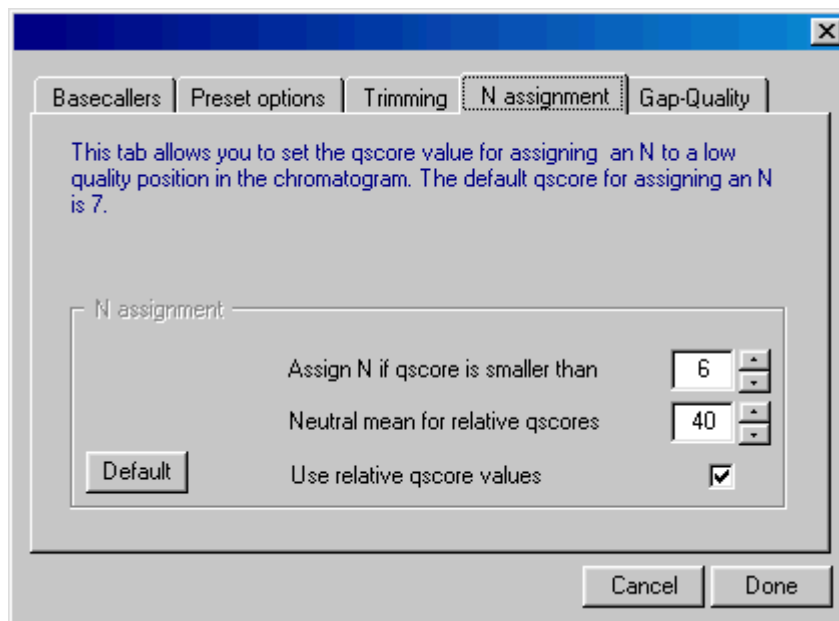 Basecallers Preset options Trimming N assignment Gap-Quality
This tab allows you to set the qscore value for assigning an N to a low
quality position in the chromatogram. The default qscore for assigning an N
is 7.
N assignment
Assign N if qscore is smaller than 6
Neutral mean for relative qscores 40
Default Use relative qscore values
Cancel Done